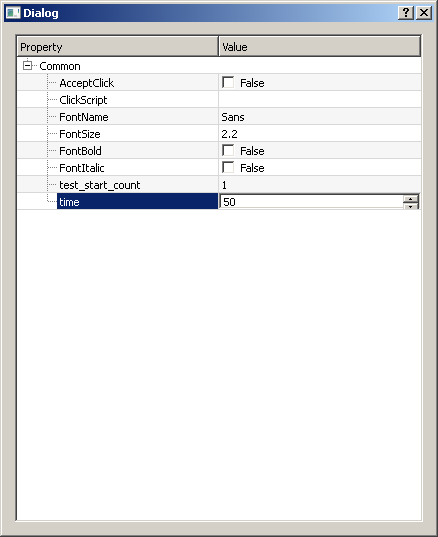 Dialog
Property Value
Common
AcceptClick False
ClickScript
FontName Sans
FontSize 2.2
FontBold False
FontItalic False
test_start_count 1
time 50